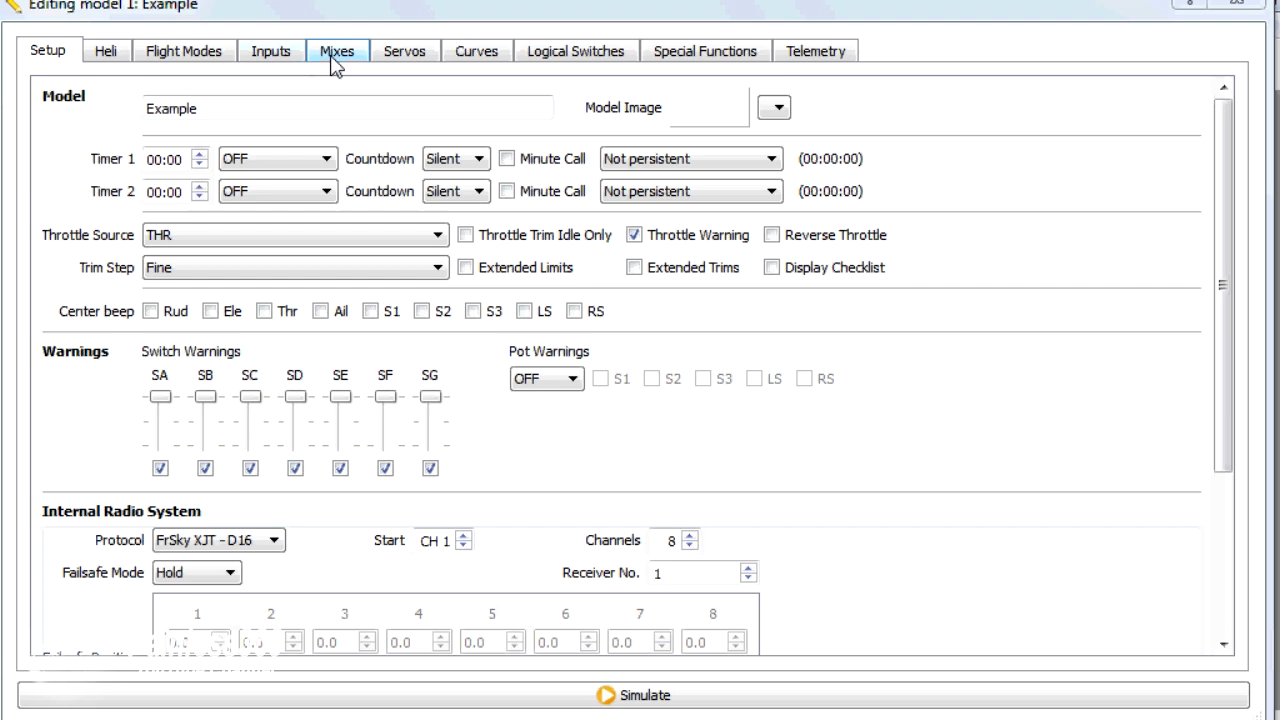 Editing model 1: Example
Setup Heli Flight Modes Inputs Mixes Servos Curves Logical Switches Special Functions Telemetry
Model Example Model Image
Timer 1 00:00 OFF Countdown Silent Minute Call Not persistent (00:00:00)
Timer 2 00:00 OFF Countdown Silent Minute Call Not persistent (00:00:00)
Throttle Source THR Throttle Trim Idle Only Throttle Warning Reverse Throttle
Trim Step Fine Extended Limits Extended Trims Display Checklist
Center beep Rud Ele Thr Ail S1 S2 S3 LS RS
Warnings Switch Warnings Pot Warnings
SA SB SC SD SE SF SG
OFF S1 S2 S3 LS RS
Internal Radio System
Protocol FrSky XJT - D16 Start CH 1 Channels 8
Failsafe Mode Hold Receiver No. 1
1 2 3 4 5 6 7 8
0.0 0.0 0.0 0.0 0.0 0.0
Simulate